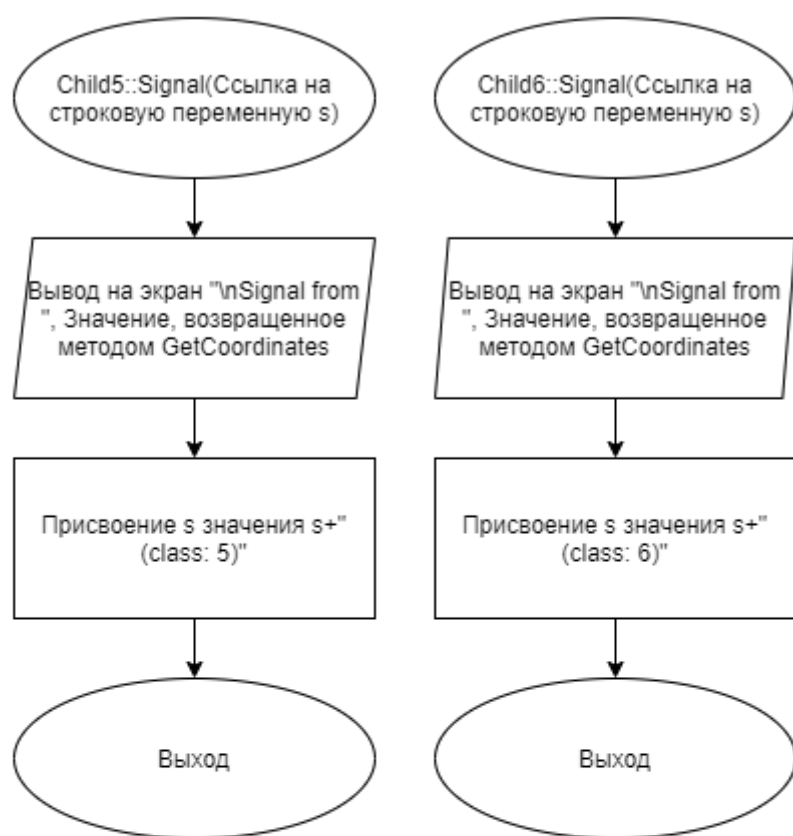 Child5::Signal(Ссылка на
строковую переменную s)
Вывод на экран "\nSignal from
", Значение, возвращенное
методом GetCoordinates
Присвоение s значения s+"
(class: 5)"
Выход
Child6::Signal(Ссылка на
строковую переменную s)
Вывод на экран "\nSignal from
", Значение, возвращенное
методом GetCoordinates
Присвоение s значения s+"
(class: 6)"
Выход